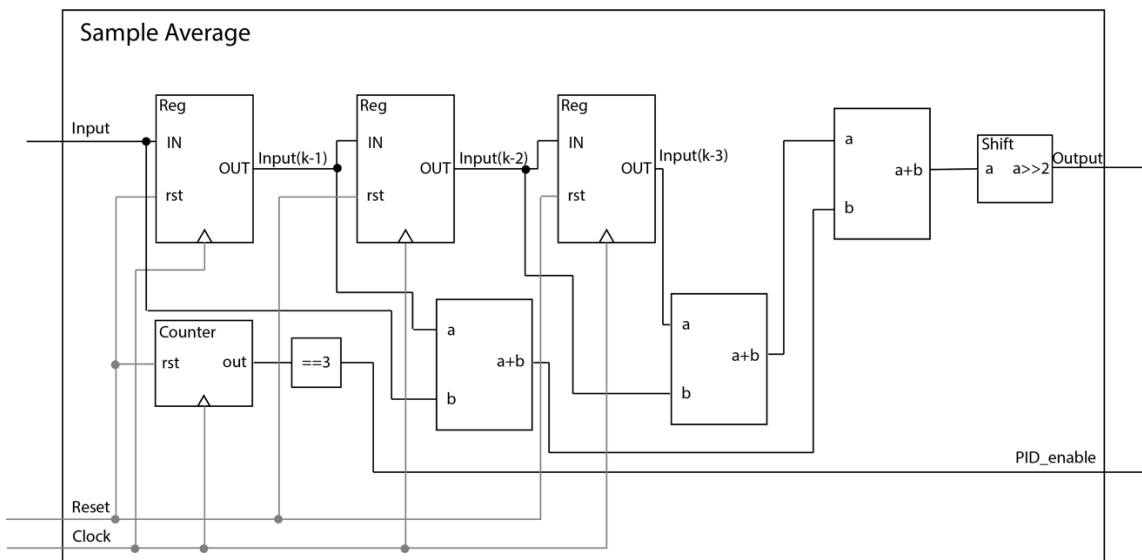 Sample Average
Reg
IN
OUT
rst
Reg
IN
OUT
rst
Reg
IN
OUT
rst
Input
Input(k-1)
Input(k-2)
Input(k-3)
a
b
a+b
Shift
a
a>>2
Output
Counter
rst
out
==3
a
b
a+b
a
b
a+b
PID_enable
Reset
Clock